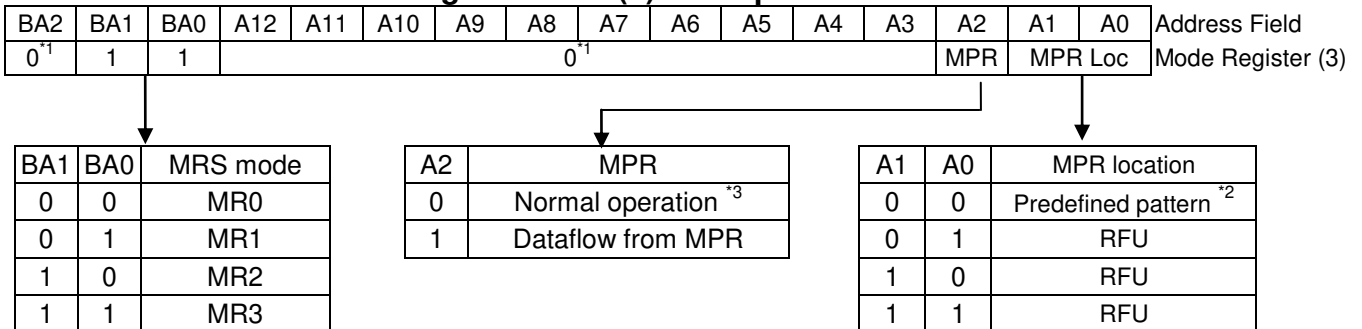 BA2 BA1 BA0 A12 A11 A10 A9 A8 A7 A6 A5 A4 A3 A2 A1 A0 Address Field
0*1 1 1 0*1 MPR MPR Loc Mode Register (3)
BA1 BA0 MRS mode
0 0 MR0
0 1 MR1
1 0 MR2
1 1 MR3
A2 MPR
0 Normal operation *3
1 Dataflow from MPR
A1 A0 MPR location
0 0 Predefined pattern *2
0 1 RFU
1 0 RFU
1 1 RFU